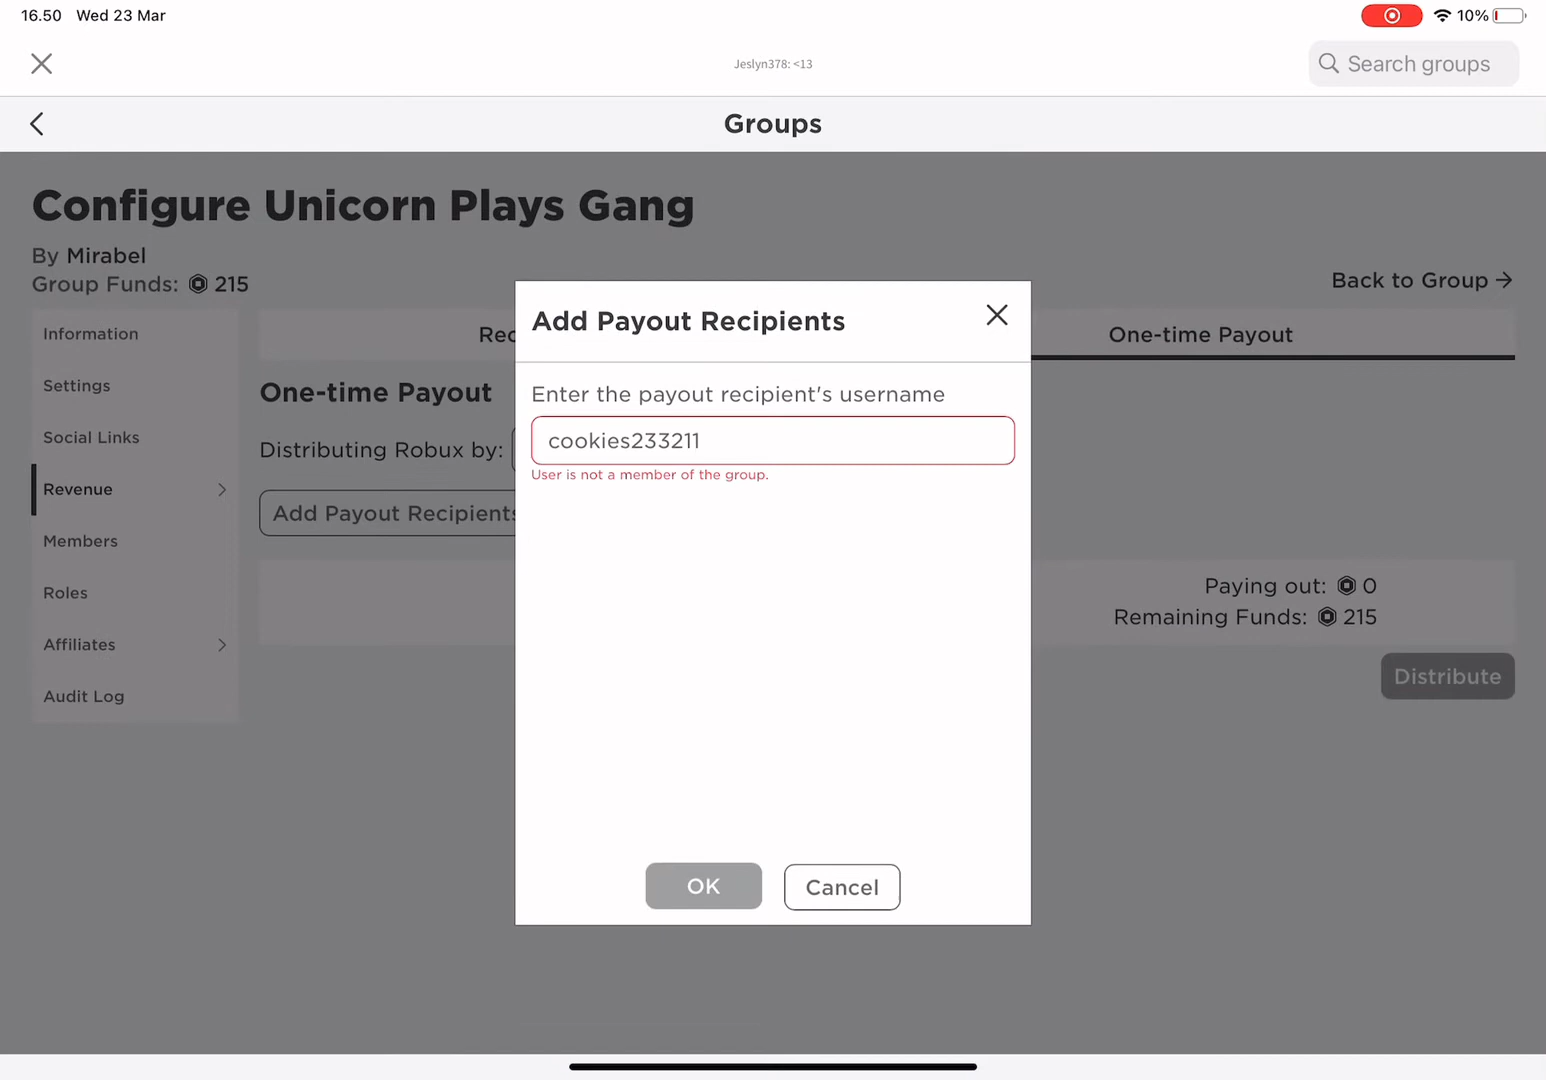 16.50 Wed 23 Mar
10%
Jeslyn378: <13
Search groups
Groups
Configure Unicorn Plays Gang
By Mirabel
Group Funds: 215
Back to Group
Information
Settings
Social Links
Revenue
Members
Roles
Affiliates
Audit Log
Rec
One-time Payout
One-time Payout
Distributing Robux by:
Add Payout Recipients
Add Payout Recipients
Enter the payout recipient's username
cookies233211
User is not a member of the group.
OK
Cancel
Paying out: 0
Remaining Funds: 215
Distribute